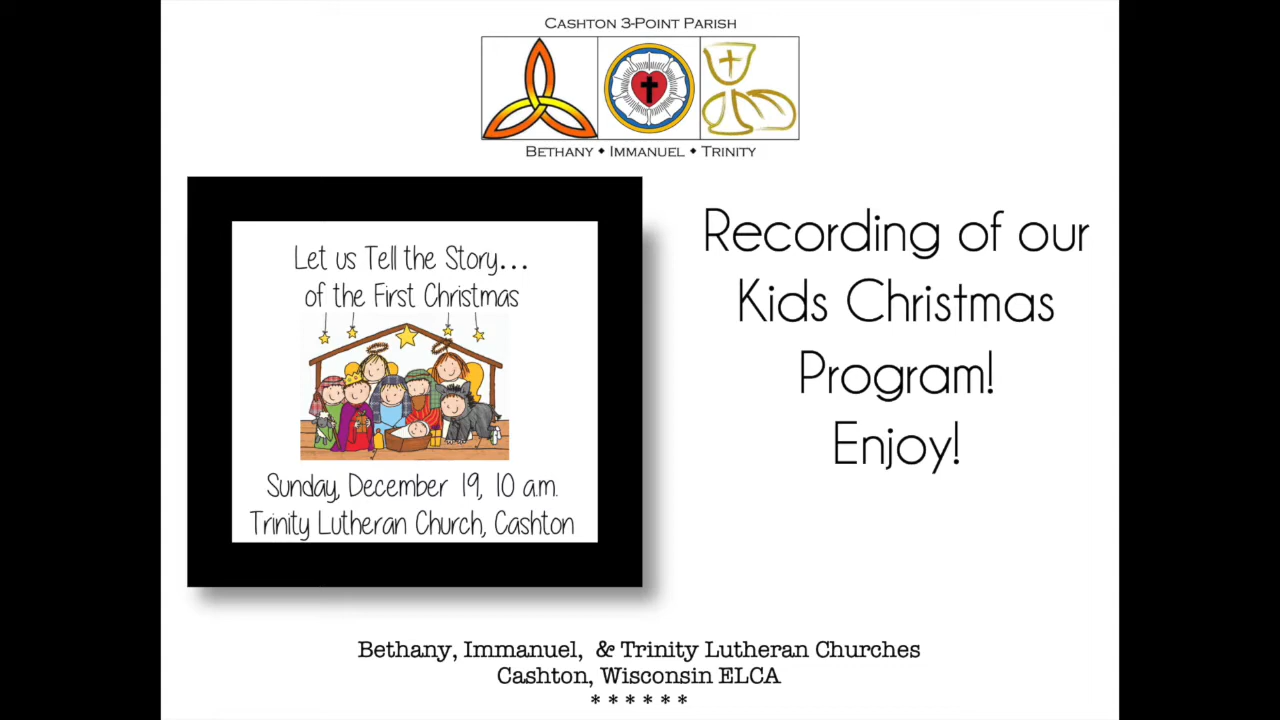 CASHTON 3-POINT PARISH
BETHANY ◆ IMMANUEL ◆ TRINITY
Let us Tell the Story...
of the First Christmas
Sunday, December 19, 10 a.m.
Trinity Lutheran Church, Cashton
Recording of our
Kids Christmas
Program!
Enjoy!
Bethany, Immanuel, & Trinity Lutheran Churches
Cashton, Wisconsin ELCA
* * * * * *